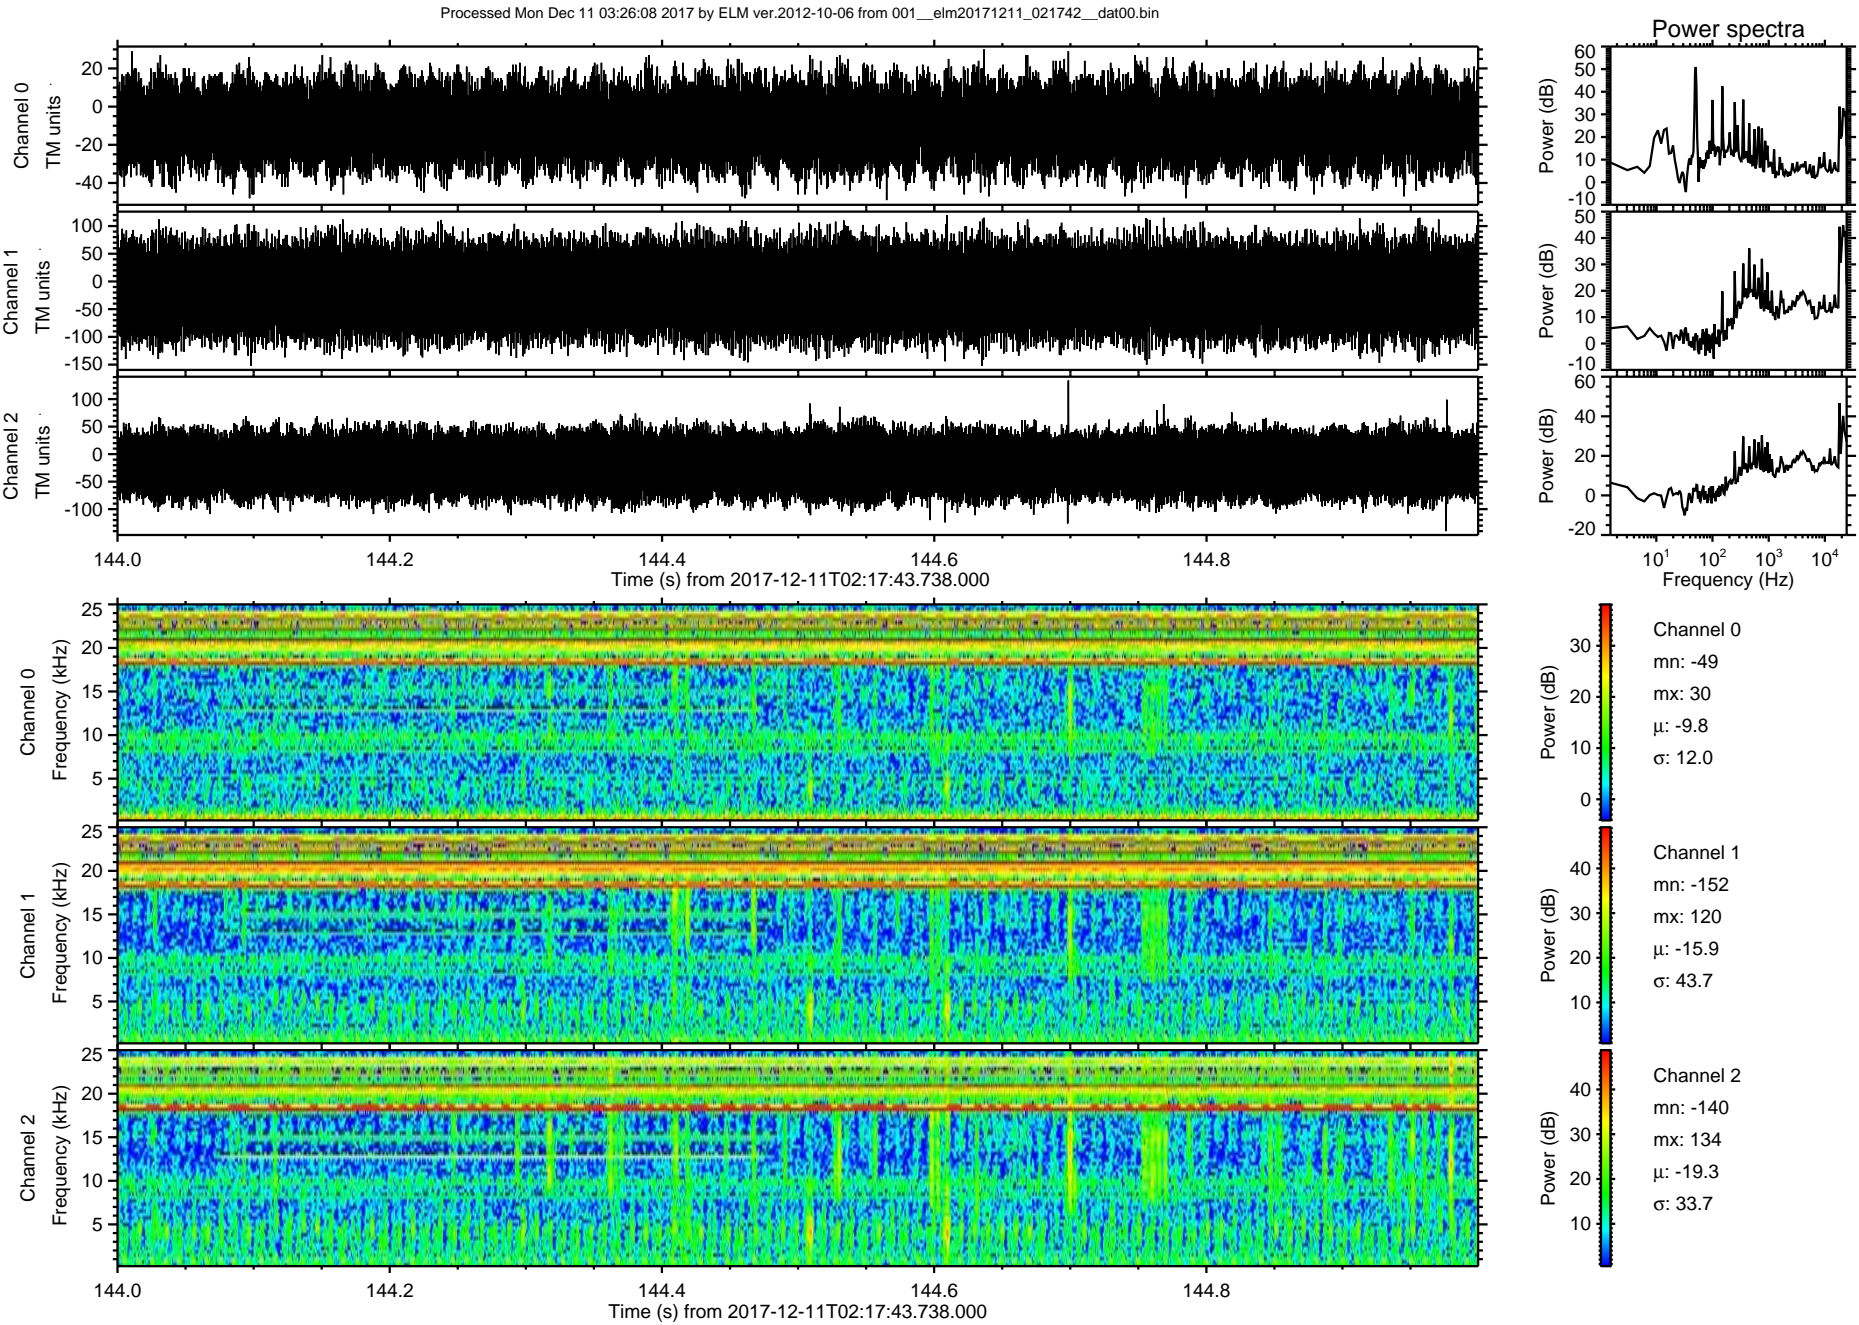 Processed Mon Dec 11 03:26:08 2017 by ELM ver.2012-10-06 from 001__elm20171211_021742__dat00.bin
Power spectra
Channel 0
TM units
20
0
-20
-40
Power (dB)
60
50
40
30
20
10
0
-10
Channel 1
TM units
100
50
0
-50
-100
-150
Power (dB)
50
40
30
20
10
0
-10
Channel 2
TM units
100
50
0
-50
-100
Power (dB)
60
40
20
0
-20
144.0 144.2 144.4 144.6 144.8
Time (s) from 2017-12-11T02:17:43.738.000
10^1 10^2 10^3 10^4
Frequency (Hz)
Channel 0
Frequency (kHz)
25
20
15
10
5
Power (dB)
30
20
10
0
Channel 0
mn: -49
mx: 30
μ: -9.8
σ: 12.0
Channel 1
Frequency (kHz)
25
20
15
10
5
Power (dB)
40
30
20
10
Channel 1
mn: -152
mx: 120
μ: -15.9
σ: 43.7
Channel 2
Frequency (kHz)
25
20
15
10
5
Power (dB)
40
30
20
10
Channel 2
mn: -140
mx: 134
μ: -19.3
σ: 33.7
144.0 144.2 144.4 144.6 144.8
Time (s) from 2017-12-11T02:17:43.738.000